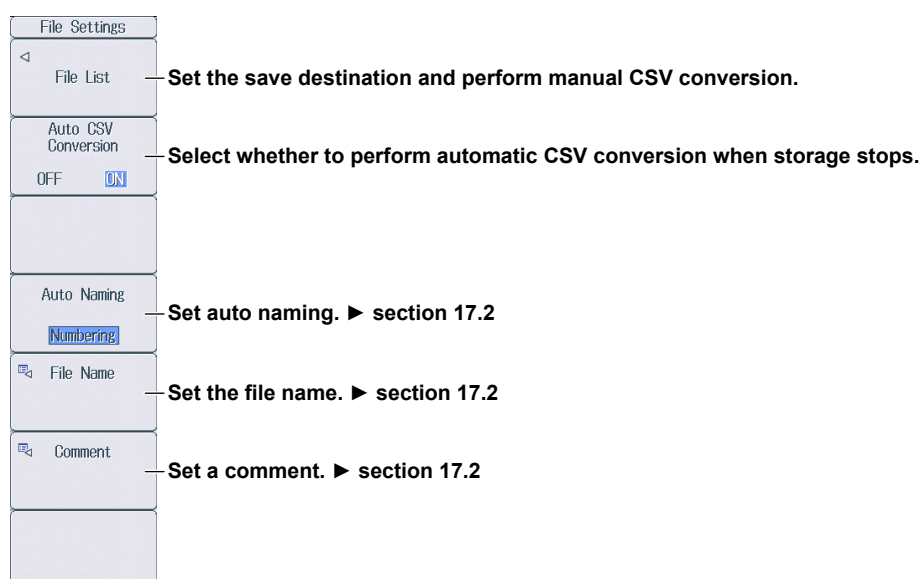 File Settings
File List
Set the save destination and perform manual CSV conversion.
Auto CSV
Conversion
OFF ON
Select whether to perform automatic CSV conversion when storage stops.
Auto Naming
Numbering
Set auto naming. ► section 17.2
File Name
Set the file name. ► section 17.2
Comment
Set a comment. ► section 17.2